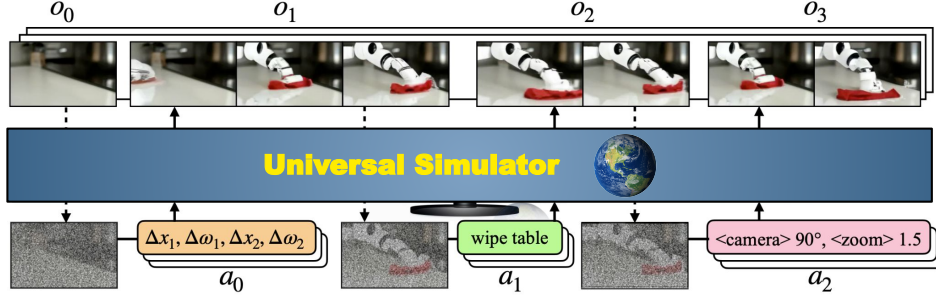 o₀ o₁ o₂ o₃
Universal Simulator
Δx₁, Δω₁, Δx₂, Δω₂ wipe table <camera> 90°, <zoom> 1.5
a₀ a₁ a₂